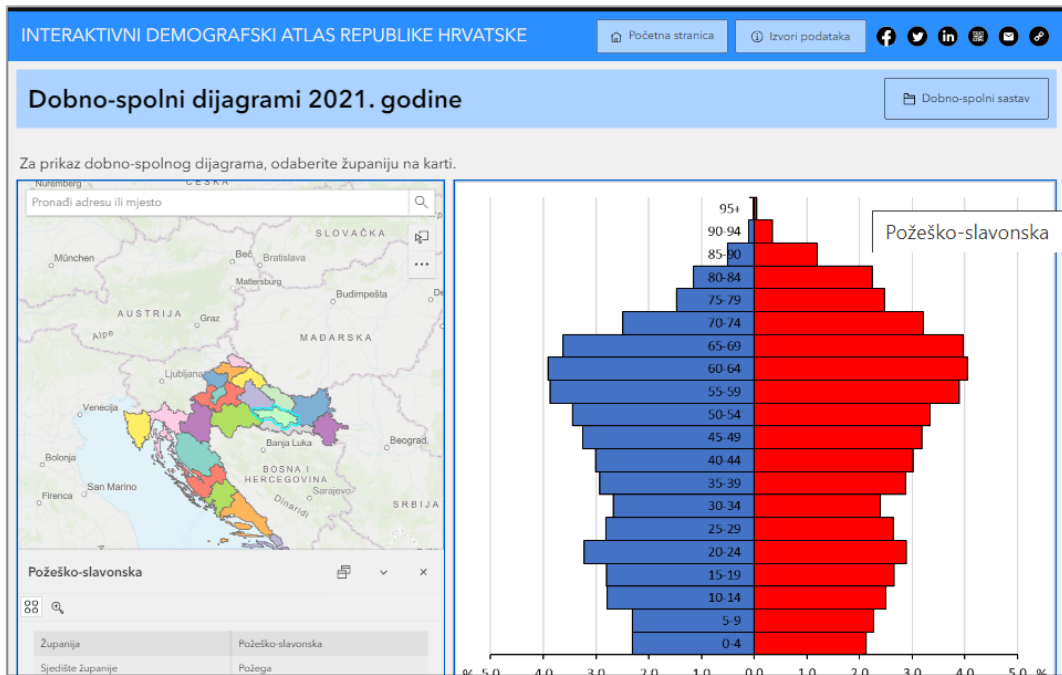 INTERAKTIVNI DEMOGRAFSKI ATLAS REPUBLIKE HRVATSKE
Početna stranica
Izvori podataka
Dobno-spolni dijagrami 2021. godine
Dobno-spolni sastav
Za prikaz dobno-spolnog dijagrama, odaberite županiju na karti.
Nuremberg
ČESKA
Pronađi adresu ili mjesto
SLOVAČKA
München
Beč
Bratislava
Mattersburg
Budimpešta
AUSTRIJA
Graz
Alpe
MAĐARSKA
Ljubljana
Venecija
Beograd
Banja Luka
Bolonja
BOSNA I
HERCEGOVINA
San Marino
Sarajevo
Firenca
Dinaridi
SRBIJA
Požeško-slavonska
Županija
Požeško-slavonska
Sjedište županije
Požega
Požeško-slavonska
95+
90-94
85-90
80-84
75-79
70-74
65-69
60-64
55-59
50-54
45-49
40-44
35-39
30-34
25-29
20-24
15-19
10-14
5-9
0-4
% 5.0 4.0 3.0 2.0 1.0 0.0 1.0 2.0 3.0 4.0 5.0 %